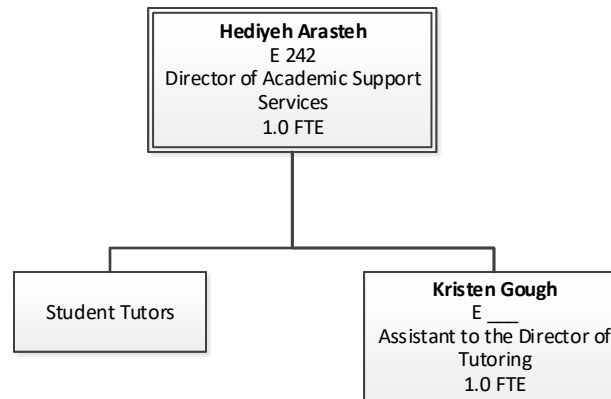 Hediyeh Arasteh
E 242
Director of Academic Support
Services
1.0 FTE
Student Tutors
Kristen Gough
E ___
Assistant to the Director of
Tutoring
1.0 FTE